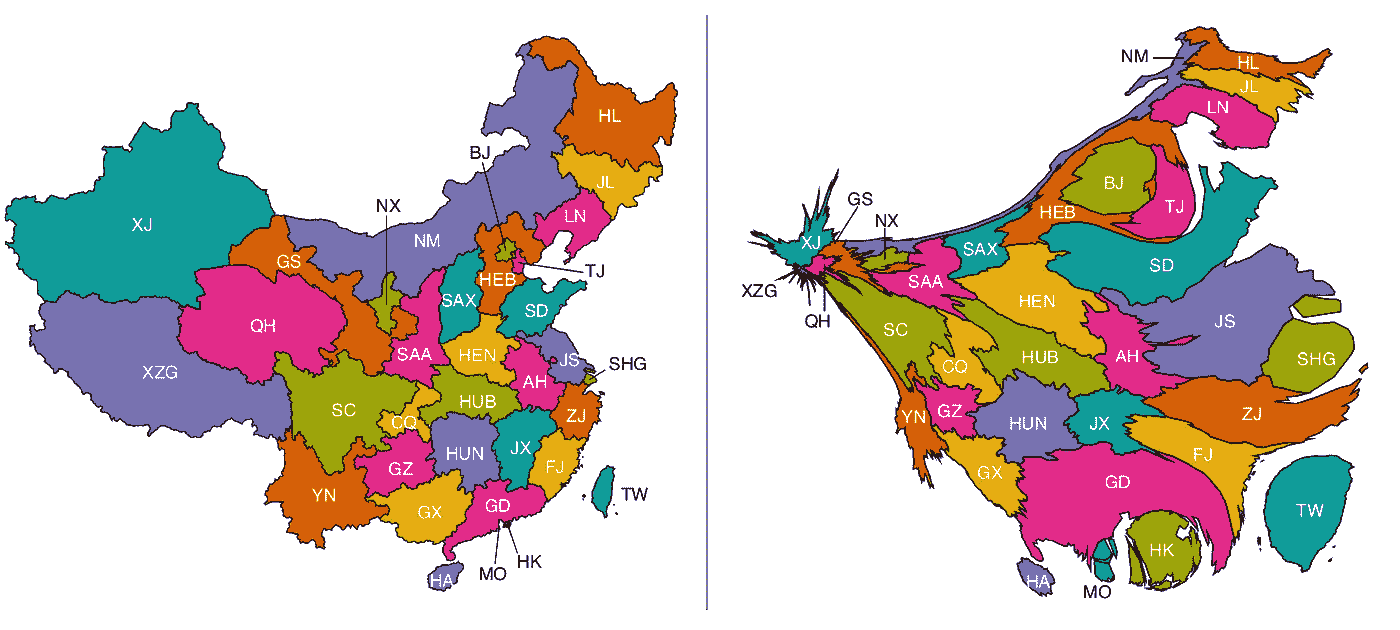 HL
BJ
JL
NX
XJ
LN
NM
GS
TJ
HEB
SAX
SD
QH
SAA
HEN
JS
SHG
XZG
AH
SC
HUB
ZJ
CQ
HUN
JX
GZ
FJ
YN
TW
GX
GD
HK
MO
HA
NM
HL
JL
LN
BJ
GS
TJ
HEB
NX
XJ
SAX
SD
SAA
XZG
HEN
QH
JS
SC
HUB
AH
SHG
CQ
GZ
YN
HUN
JX
ZJ
FJ
GX
GD
TW
HK
HA
MO